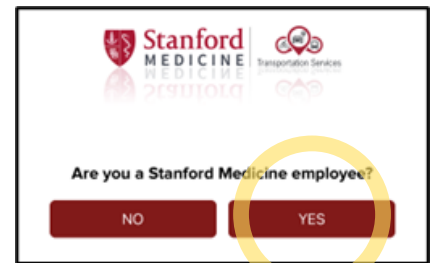 Stanford
MEDICINE
Transportation Services
Are you a Stanford Medicine employee?
NO
YES